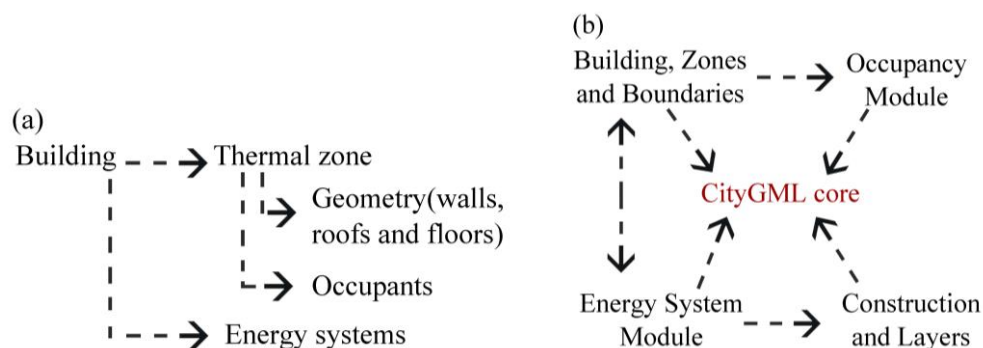 (a)
Building
Thermal zone
Geometry(walls,
roofs and floors)
Occupants
Energy systems
(b)
Building, Zones
and Boundaries
Occupancy
Module
CityGML core
Energy System
Module
Construction
and Layers